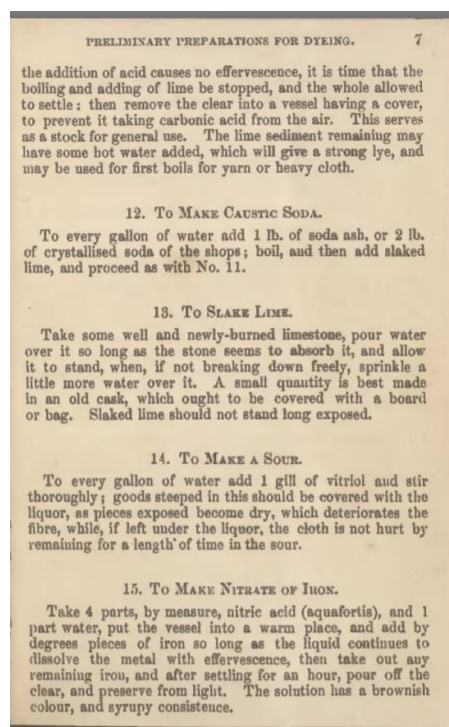 PRELIMINARY PREPARATIONS FOR DYEING. 7
the addition of acid causes no effervescence, it is time that the
boiling and adding of lime be stopped, and the whole allowed
to settle: then remove the clear into a vessel having a cover,
to prevent it taking carbonic acid from the air. This serves
as a stock for general use. The lime sediment remaining may
have some hot water added, which will give a strong lye, and
may be used for first boils for yarn or heavy cloth.
12. TO MAKE CAUSTIC SODA.
To every gallon of water add 1 lb. of soda ash, or 2 lb.
of crystallised soda of the shops; boil, and then add slaked
lime, and proceed as with No. 11.
13. TO SLAKE LIME.
Take some well and newly-burned limestone, pour water
over it so long as the stone seems to absorb it, and allow
it to stand, when, if not breaking down freely, sprinkle a
little more water over it. A small quantity is best made
in an old cask, which ought to be covered with a board
or bag. Slaked lime should not stand long exposed.
14. TO MAKE A SOUR.
To every gallon of water add 1 gill of vitriol and stir
thoroughly; goods steeped in this should be covered with the
liquor, as pieces exposed become dry, which deteriorates the
fibre, while, if left under the liquor, the cloth is not hurt by
remaining for a length of time in the sour.
15. TO MAKE NITRATE OF IRON.
Take 4 parts, by measure, nitric acid (aquafortis), and 1
part water, put the vessel into a warm place, and add by
degrees pieces of iron so long as the liquid continues to
dissolve the metal with effervescence, then take out any
remaining iron, and after settling for an hour, pour off the
clear, and preserve from light. The solution has a brownish
colour, and syrupy consistence.